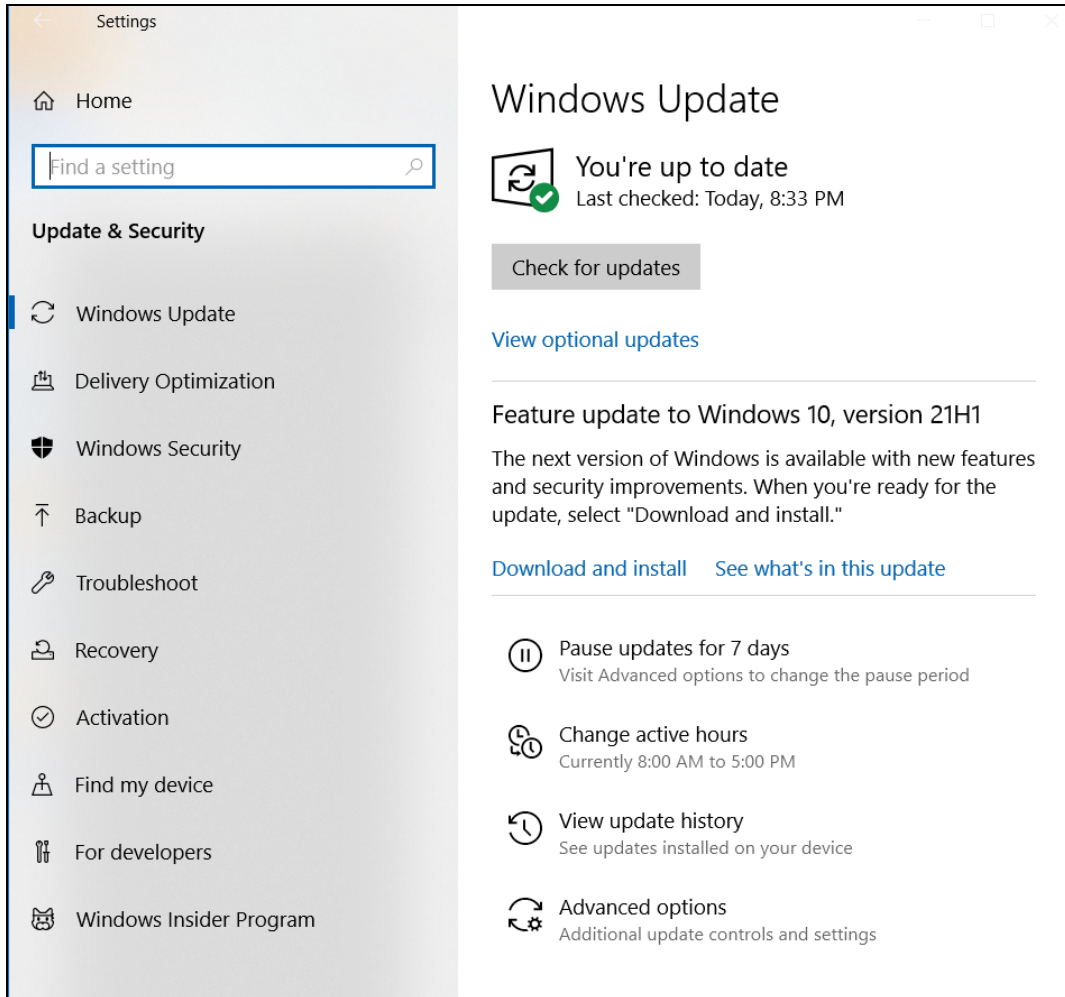 Settings
Home
Find a setting
Update & Security
Windows Update
Delivery Optimization
Windows Security
Backup
Troubleshoot
Recovery
Activation
Find my device
For developers
Windows Insider Program
Windows Update
You're up to date
Last checked: Today, 8:33 PM
Check for updates
View optional updates
Feature update to Windows 10, version 21H1
The next version of Windows is available with new features
and security improvements. When you're ready for the
update, select "Download and install."
Download and install See what's in this update
Pause updates for 7 days
Visit Advanced options to change the pause period
Change active hours
Currently 8:00 AM to 5:00 PM
View update history
See updates installed on your device
Advanced options
Additional update controls and settings